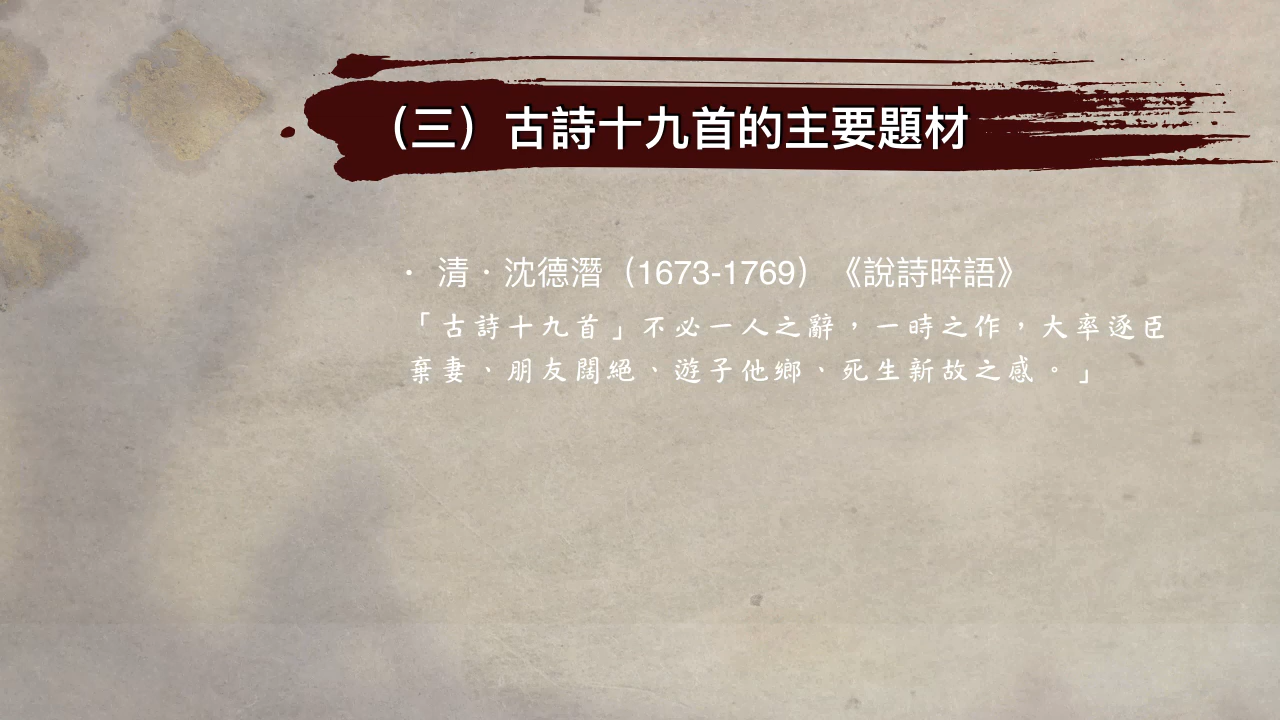 （三）古詩十九首的主要題材
· 清．沈德潛（1673-1769）《說詩晬語》
「古詩十九首」不必一人之辭，一時之作，大率逐臣
棄妻、朋友闊絕、遊子他鄉、死生新故之感。」